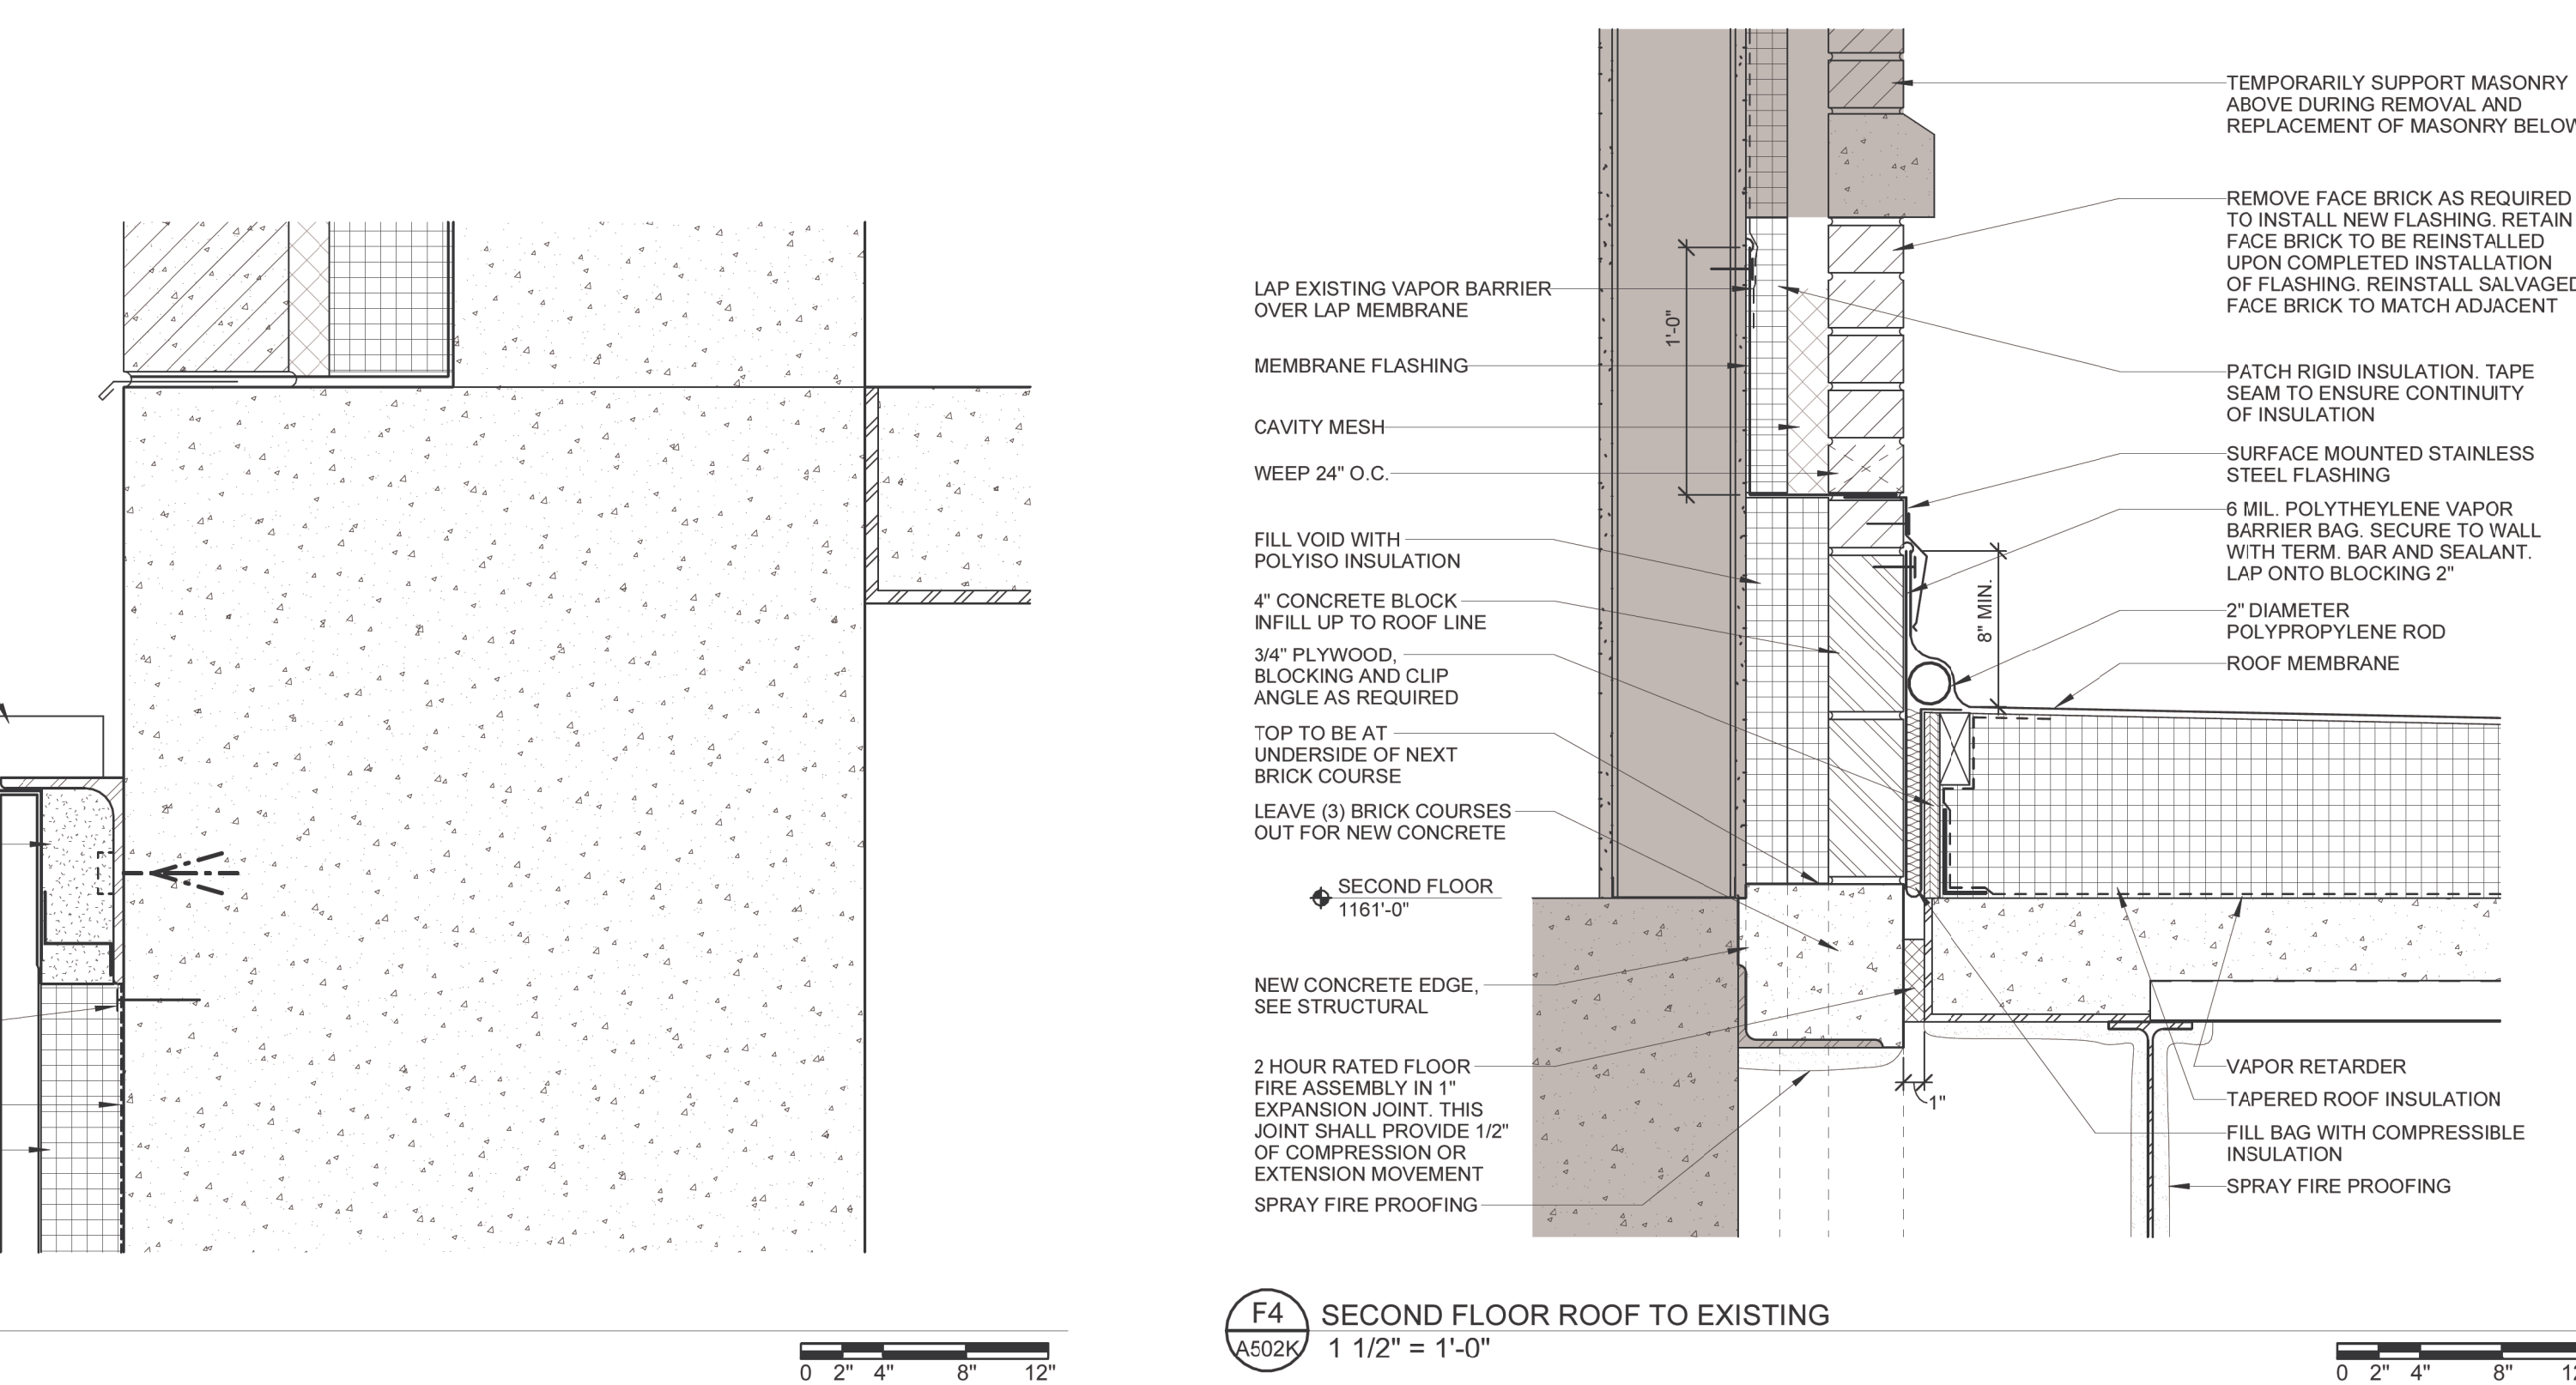 LAP EXISTING VAPOR BARRIER
OVER LAP MEMBRANE
MEMBRANE FLASHING
CAVITY MESH
WEEP 24" O.C.
FILL VOID WITH
POLYISO INSULATION
4" CONCRETE BLOCK
INFILL UP TO ROOF LINE
3/4" PLYWOOD,
BLOCKING AND CLIP
ANGLE AS REQUIRED
TOP TO BE AT
UNDERSIDE OF NEXT
BRICK COURSE
LEAVE (3) BRICK COURSES
OUT FOR NEW CONCRETE
SECOND FLOOR
1161'-0"
NEW CONCRETE EDGE,
SEE STRUCTURAL
2 HOUR RATED FLOOR
FIRE ASSEMBLY IN 1"
EXPANSION JOINT. THIS
JOINT SHALL PROVIDE 1/2"
OF COMPRESSION OR
EXTENSION MOVEMENT
SPRAY FIRE PROOFING
1'-0"
8" MIN.
1"
TEMPORARILY SUPPORT MASONRY
ABOVE DURING REMOVAL AND
REPLACEMENT OF MASONRY BELOW
REMOVE FACE BRICK AS REQUIRED
TO INSTALL NEW FLASHING. RETAIN
FACE BRICK TO BE REINSTALLED
UPON COMPLETED INSTALLATION
OF FLASHING. REINSTALL SALVAGED
FACE BRICK TO MATCH ADJACENT
PATCH RIGID INSULATION. TAPE
SEAM TO ENSURE CONTINUITY
OF INSULATION
SURFACE MOUNTED STAINLESS
STEEL FLASHING
6 MIL. POLYTHEYLENE VAPOR
BARRIER BAG. SECURE TO WALL
WITH TERM. BAR AND SEALANT.
LAP ONTO BLOCKING 2"
2" DIAMETER
POLYPROPYLENE ROD
ROOF MEMBRANE
VAPOR RETARDER
TAPERED ROOF INSULATION
FILL BAG WITH COMPRESSIBLE
INSULATION
SPRAY FIRE PROOFING
F4
A502K
SECOND FLOOR ROOF TO EXISTING
1 1/2" = 1'-0"
0 2" 4" 8" 12"
0 2" 4" 8"